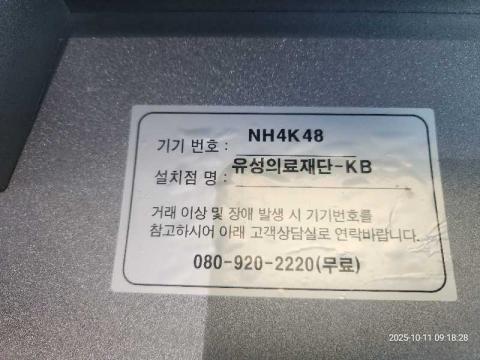 기기 번호 : NH4K48
설치점 명 : 유성의료재단-KB
거래 이상 및 장애 발생 시 기기번호를
참고하시어 아래 고객상담실로 연락바랍니다.
080-920-2220(무료)
2025-10-11 09:18:28